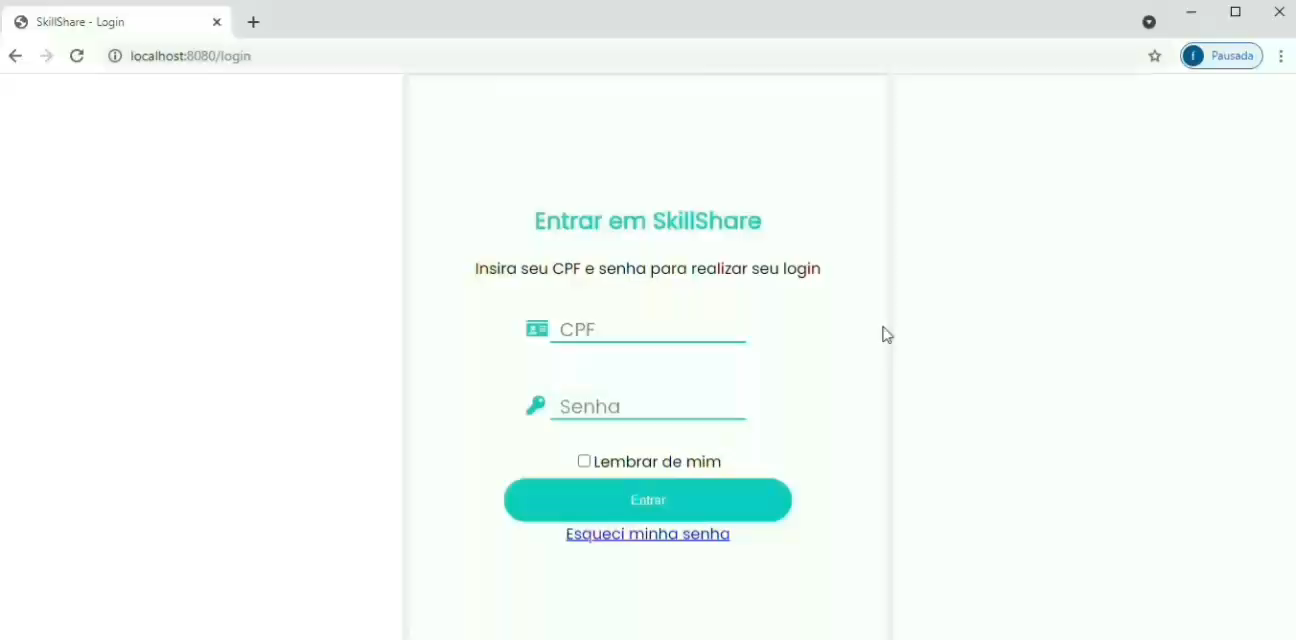 SkillShare - Login
localhost:8080/login
Pausada
Entrar em SkillShare
Insira seu CPF e senha para realizar seu login
CPF
Senha
Lembrar de mim
Entrar
Esqueci minha senha